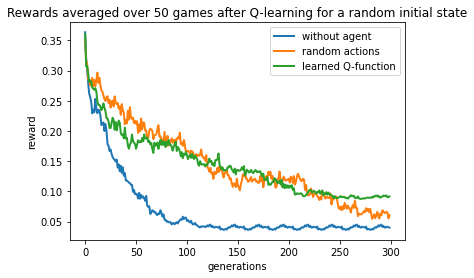 Rewards averaged over 50 games after Q-learning for a random initial state
without agent
random actions
learned Q-function
reward
0.35
0.30
0.25
0.20
0.15
0.10
0.05
0 50 100 150 200 250 300
generations